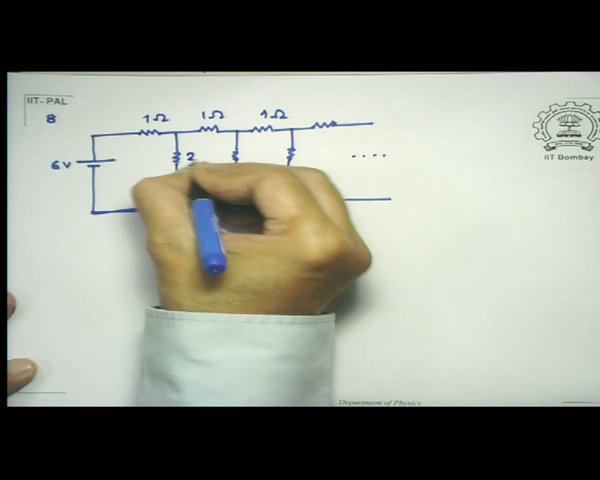 IIT-PAL
8
1Ω 1Ω 1Ω
6V
2
....
IIT Bombay
Department of Physics